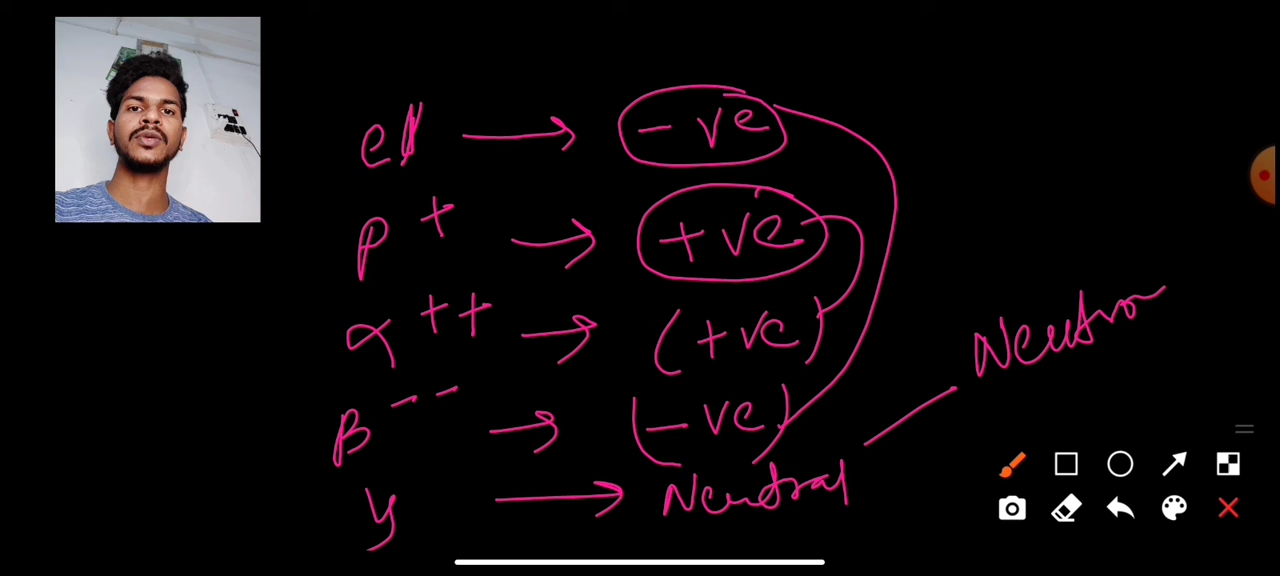 e → -ve
p + → +ve
α ++ → (+ve)
β -- → (-ve)
y → Neutral
Neutron